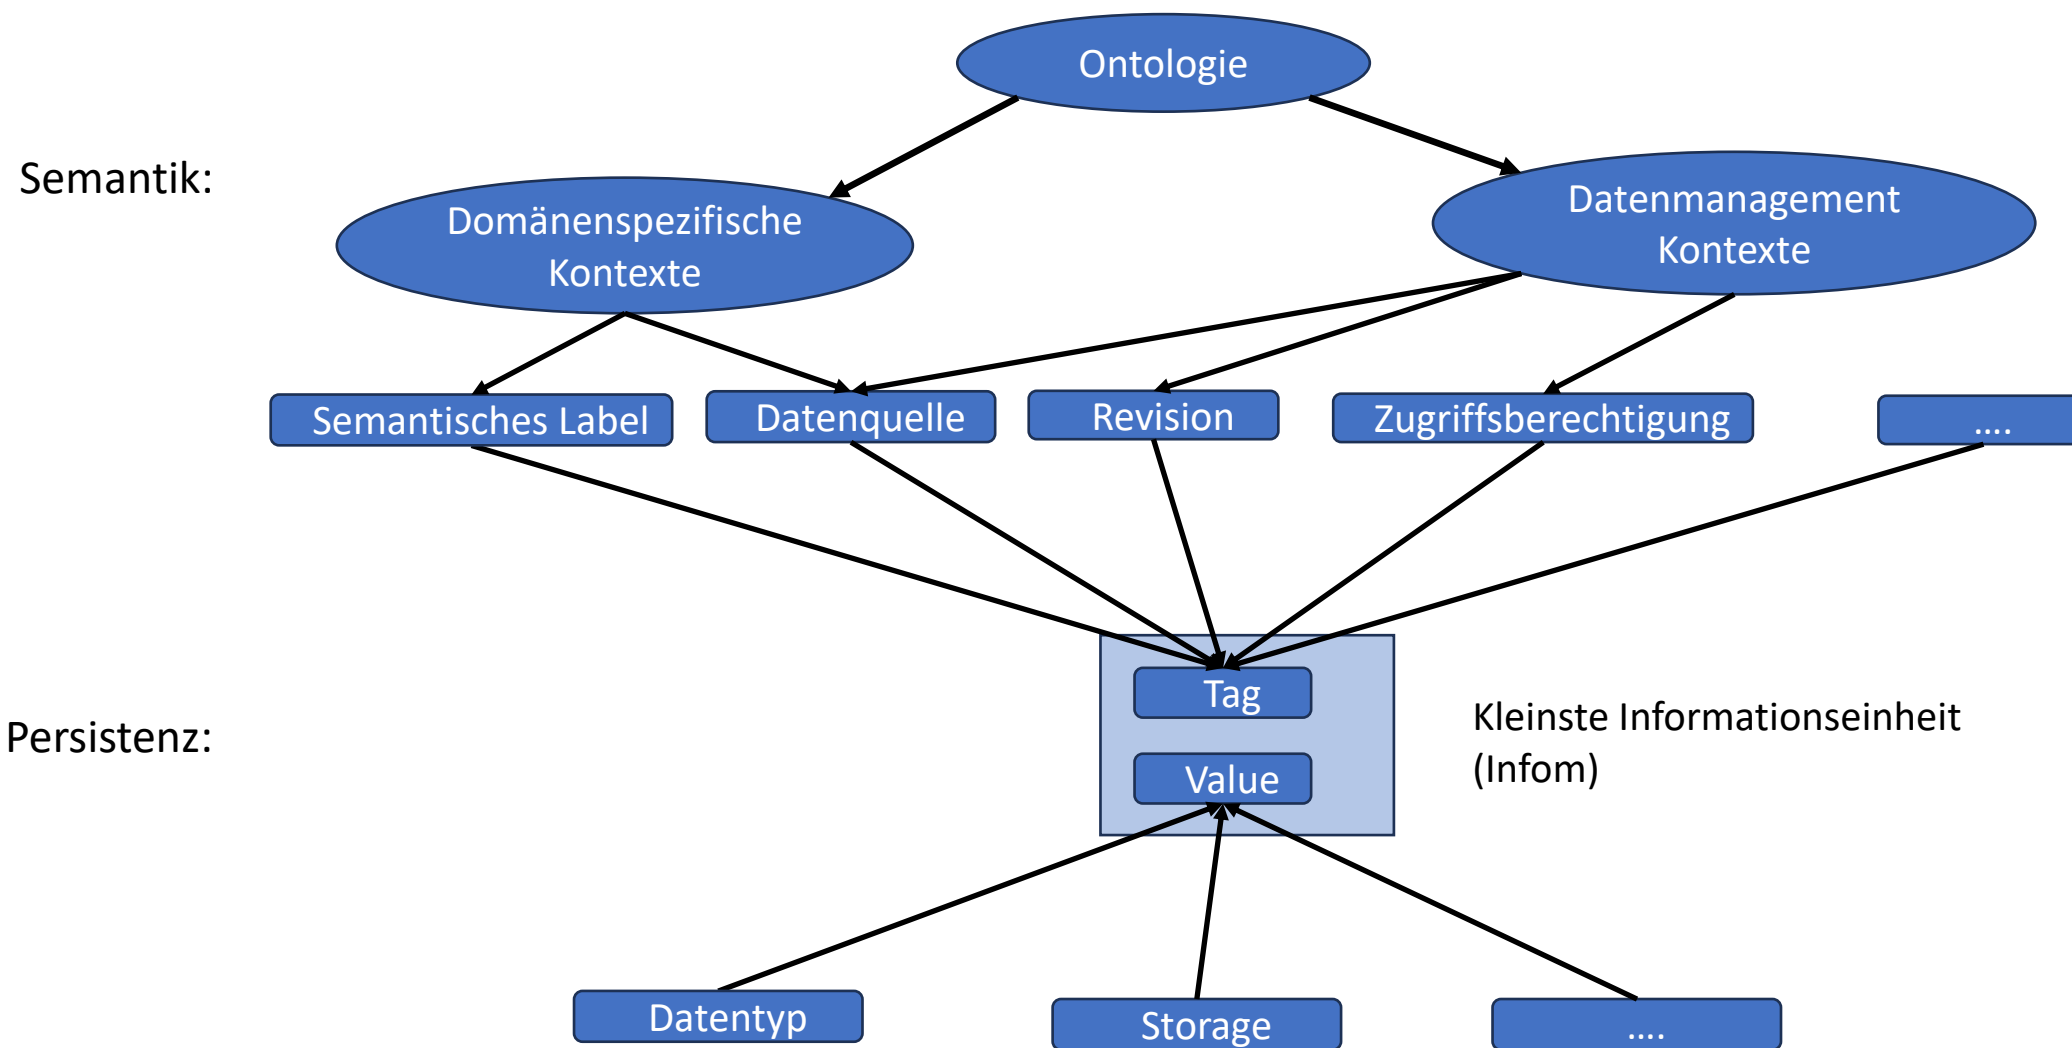 Ontologie
Semantik:
Domänenspezifische
Kontexte
Datenmanagement
Kontexte
Semantisches Label
Datenquelle
Revision
Zugriffsberechtigung
....
Tag
Value
Persistenz:
Kleinste Informationseinheit
(Infom)
Datentyp
Storage
....